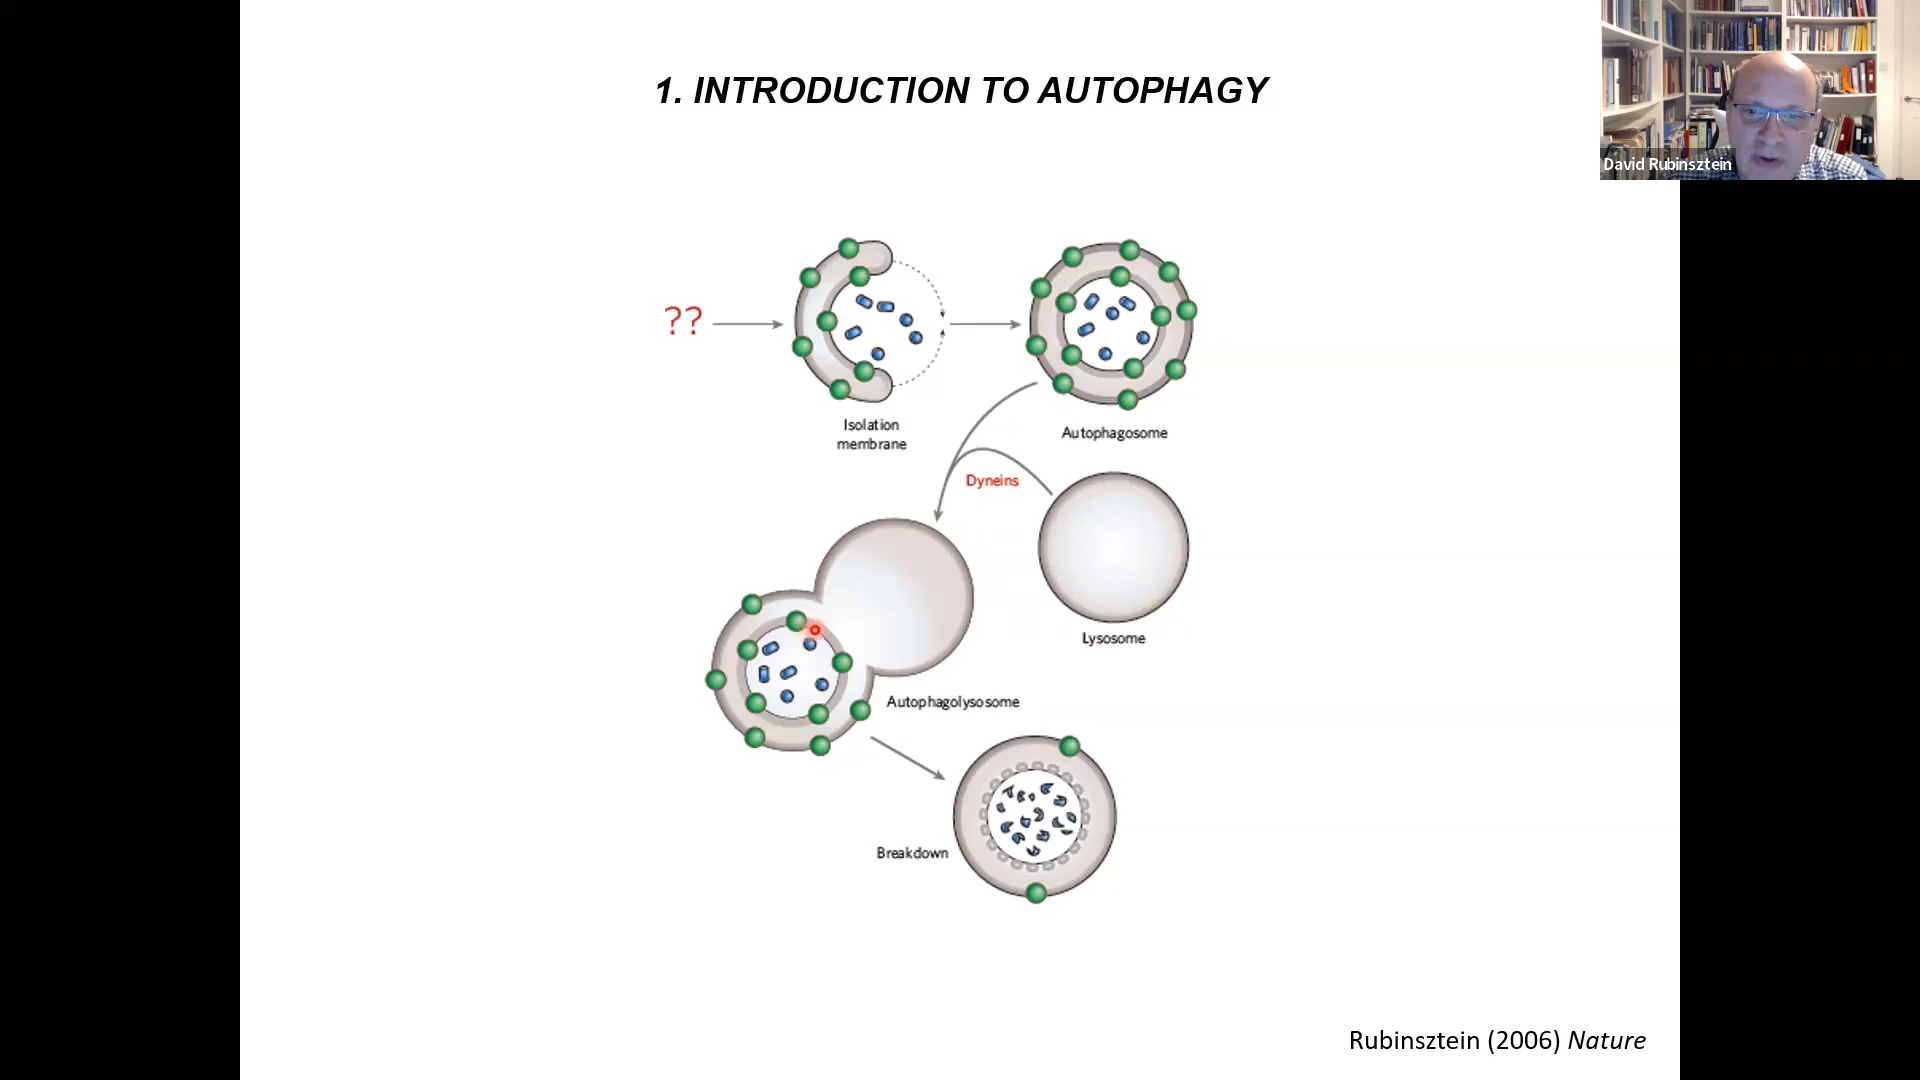 1. INTRODUCTION TO AUTOPHAGY
David Rubinsztein
??
Isolation
membrane
Autophagosome
Dyneins
Lysosome
Autophagolysosome
Breakdown
Rubinsztein (2006) Nature